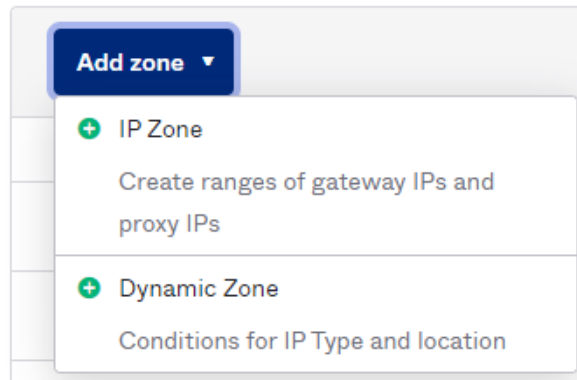 Add zone
IP Zone
Create ranges of gateway IPs and
proxy IPs
Dynamic Zone
Conditions for IP Type and location